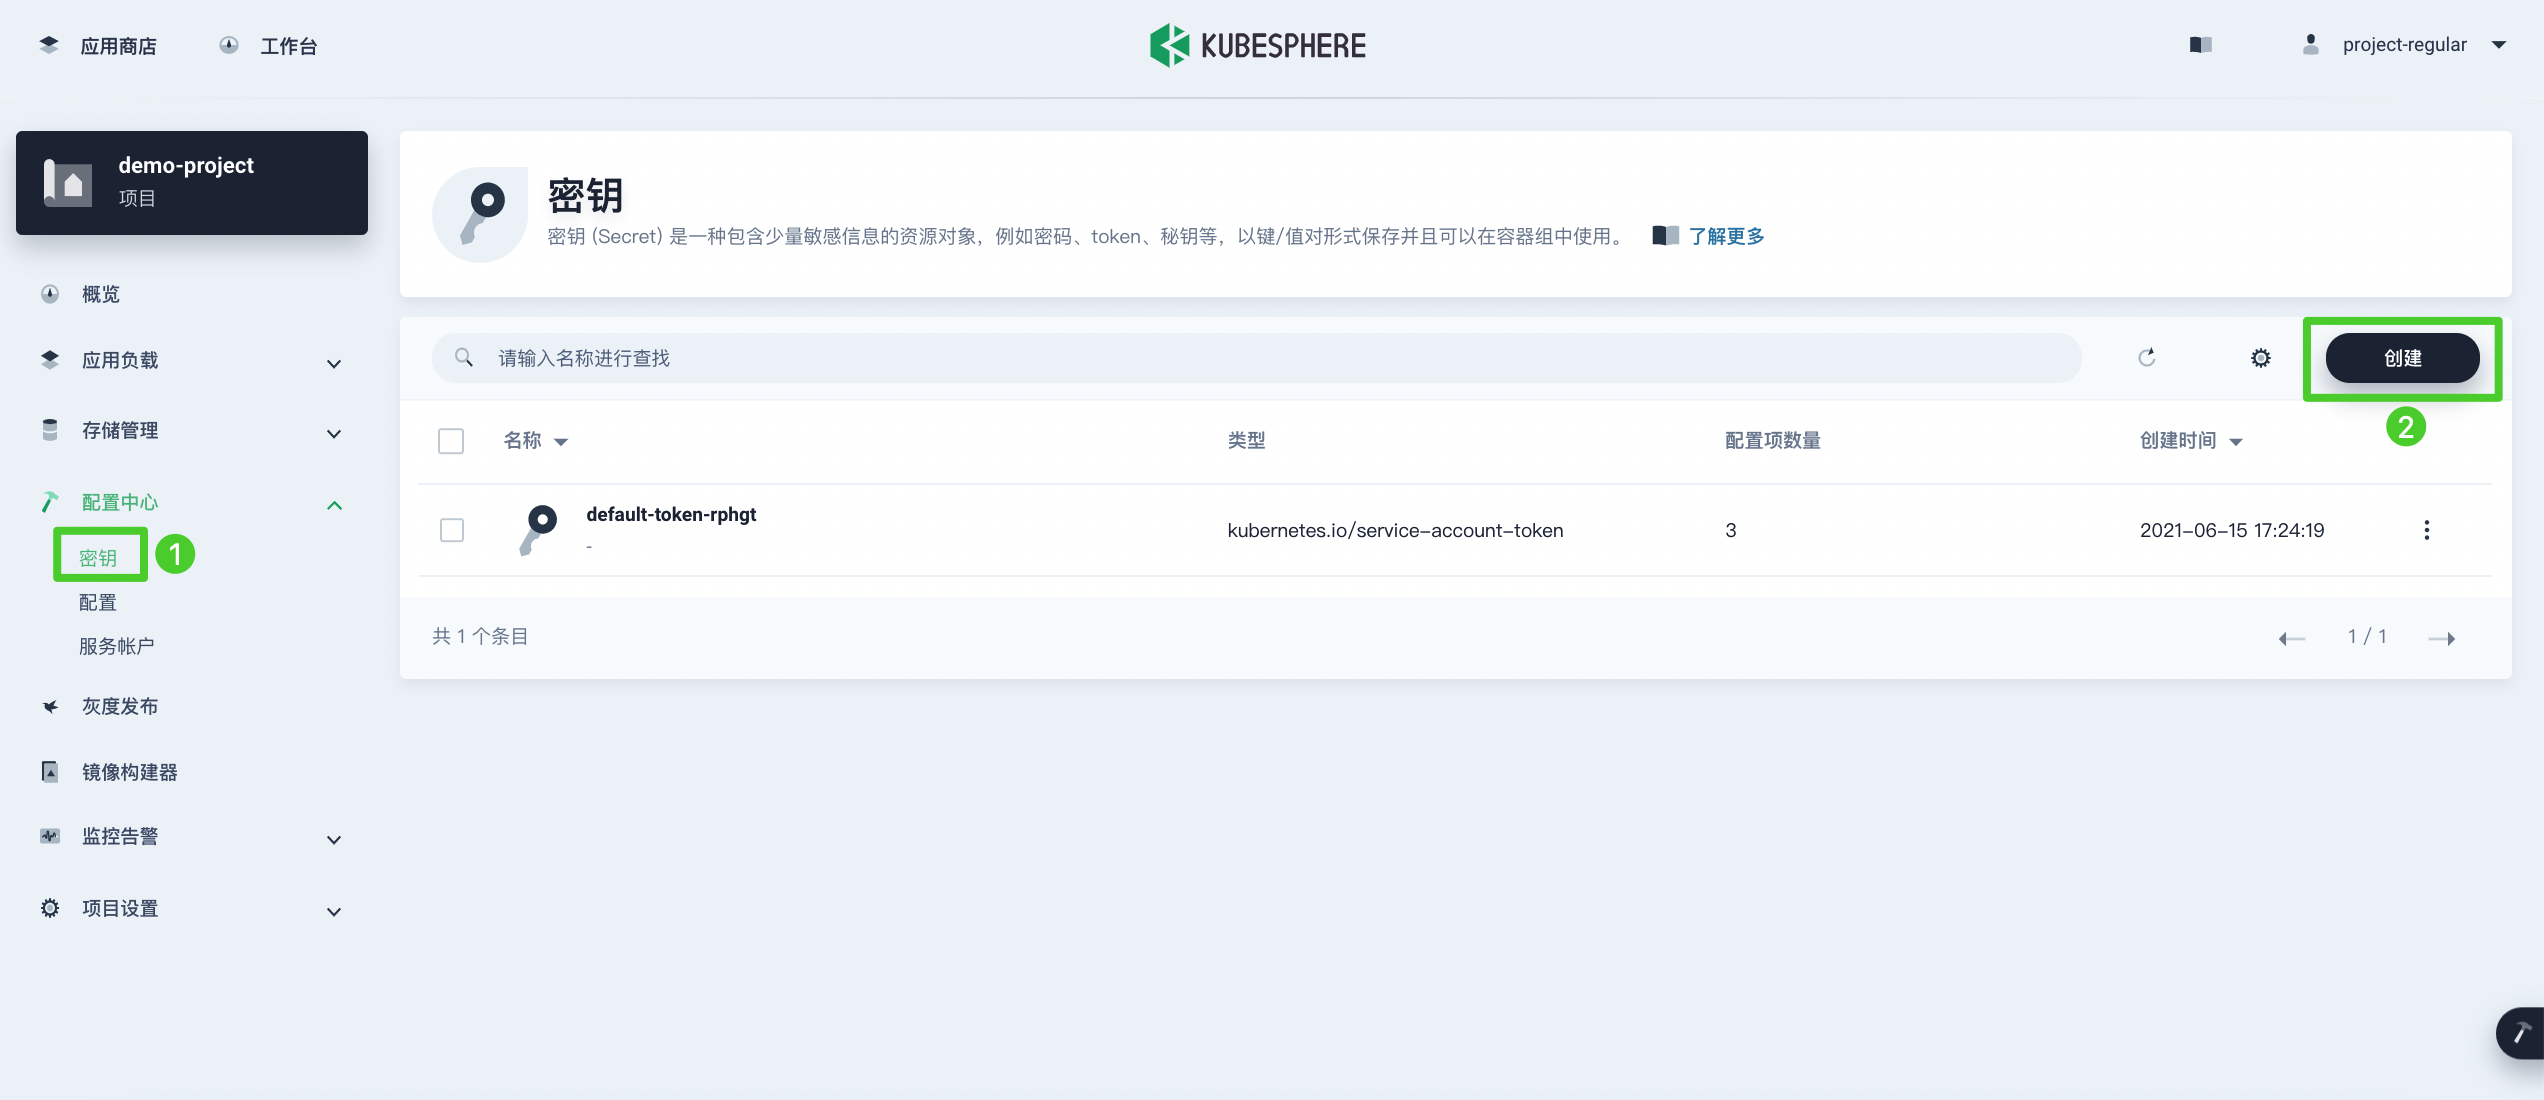 应用商店
工作台
KUBESPHERE
project-regular
demo-project
项目
概览
应用负载
存储管理
配置中心
密钥
1
配置
服务帐户
灰度发布
镜像构建器
监控告警
项目设置
密钥
密钥 (Secret) 是一种包含少量敏感信息的资源对象，例如密码、token、秘钥等，以键/值对形式保存并且可以在容器组中使用。 了解更多
请输入名称进行查找
创建
2
名称 类型 配置项数量 创建时间
default-token-rphgt
-
kubernetes.io/service-account-token
3
2021-06-15 17:24:19
共 1 个条目
1 / 1